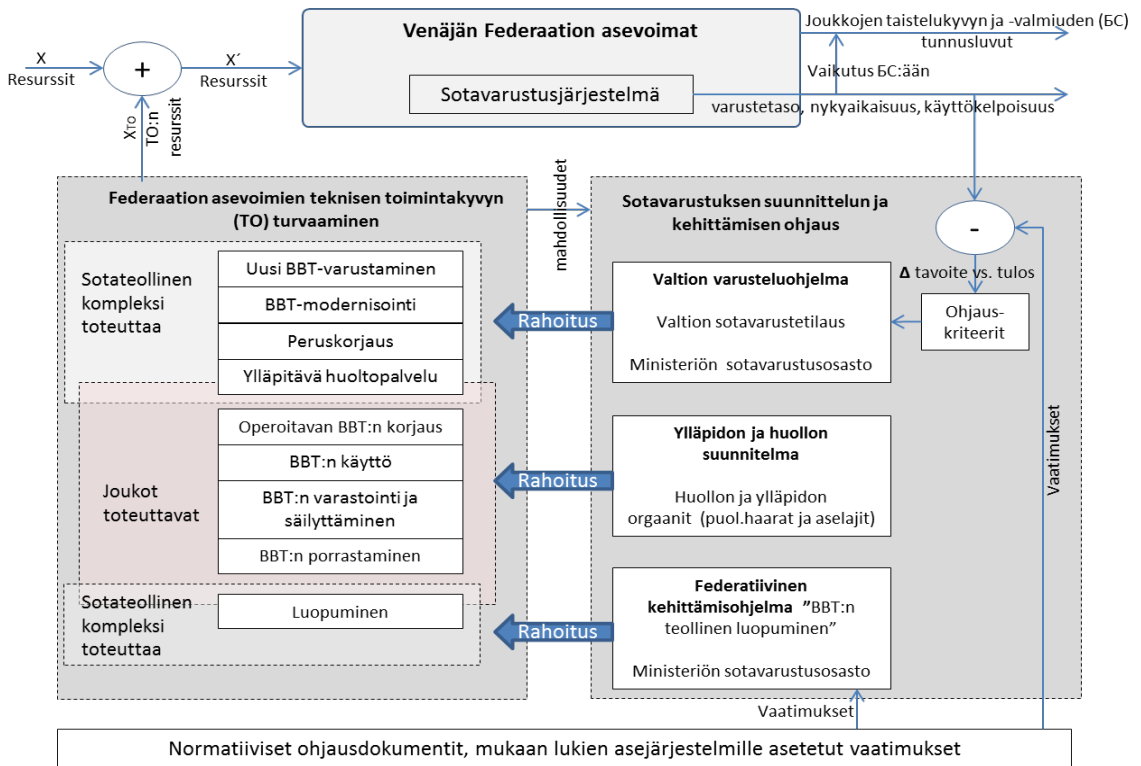 X
Resurssit
+
X´
Resurssit
Venäjän Federaation asevoimat
Sotavarustusjärjestelmä
Joukkojen taistelukyvyn ja -valmiuden (БС)
tunnusluvut
Vaikutus БС:ään
varustetaso, nykyaikaisuus, käyttökelpoisuus
XTO
TO:n
resurssit
Federaation asevoimien teknisen toimintakyvyn
(TO) turvaaminen
Sotateollinen
kompleksi
toteuttaa
Uusi BBT-varustaminen
BBT-modernisointi
Peruskorjaus
Ylläpitävä huoltopalvelu
Joukot
toteuttavat
Operoitavan BBT:n korjaus
BBT:n käyttö
BBT:n varastointi ja
säilyttäminen
BBT:n porrastaminen
Sotateollinen
kompleksi
toteuttaa
Luopuminen
mahdollisuudet
Rahoitus
Rahoitus
Rahoitus
Sotavarustuksen suunnittelun ja
kehittämisen ohjaus
-
Δ tavoite vs. tulos
Ohjaus-
kriteerit
Valtion varusteluohjelma
Valtion sotavarustetilaus
Ministeriön sotavarustusosasto
Ylläpidon ja huollon
suunnitelma
Huollon ja ylläpidon
orgaanit (puol.haarat ja aselajit)
Federatiivinen
kehittämisohjelma ”BBT:n
teollinen luopuminen”
Ministeriön sotavarustusosasto
Vaatimukset
Vaatimukset
Normatiiviset ohjausdokumentit, mukaan lukien asejärjestelmille asetetut vaatimukset